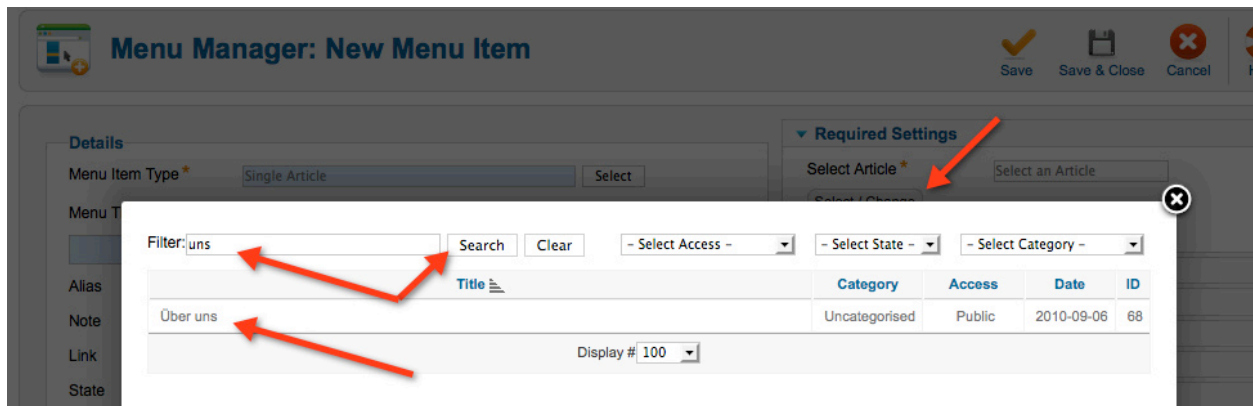 Menu Manager: New Menu Item
Save Save & Close Cancel
Details
Required Settings
Menu Item Type * Single Article Select
Select Article * Select an Article
Select / Change
Menu T
Filter: uns Search Clear - Select Access - - Select State - - Select Category -
Title Category Access Date ID
Über uns Uncategorised Public 2010-09-06 68
Display # 100
Alias
Note
Link
State